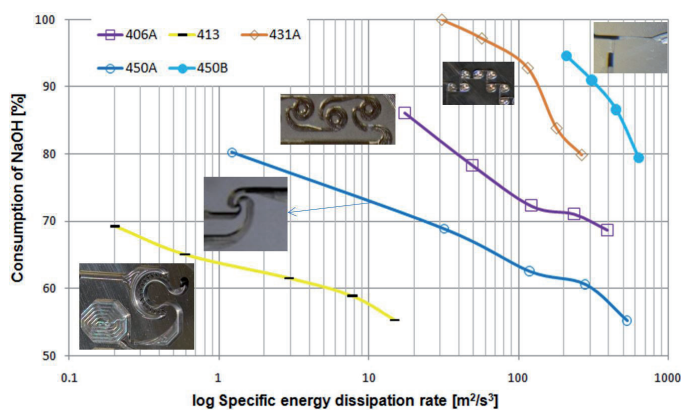 406A 413 431A
450A 450B
Consumption of NaOH [%]
100
90
80
70
60
50
0.1 1 10 100 1000
log Specific energy dissipation rate [m²/s³]